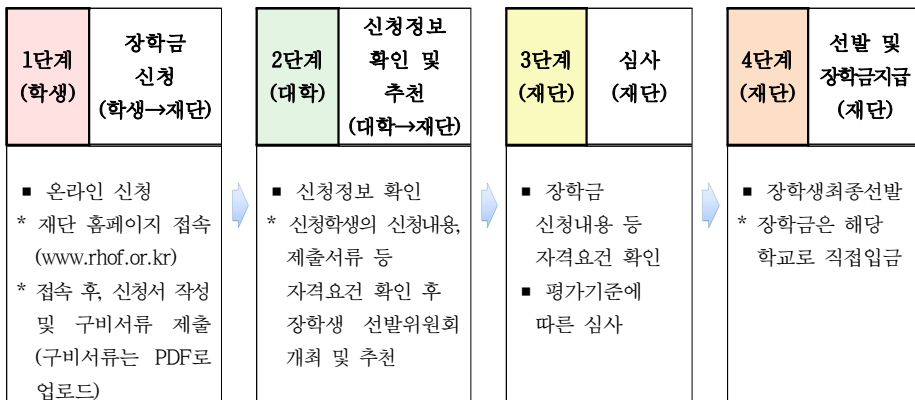 1단계
(학생)
장학금
신청
(학생→재단)
■ 온라인 신청
* 재단 홈페이지 접속
(www.rhof.or.kr)
* 접속 후, 신청서 작성
및 구비서류 제출
(구비서류는 PDF로
업로드)
2단계
(대학)
신청정보
확인 및
추천
(대학→재단)
■ 신청정보 확인
* 신청학생의 신청내용,
제출서류 등
자격요건 확인 후
장학생 선발위원회
개최 및 추천
3단계
(재단)
심사
(재단)
■ 장학금
신청내용 등
자격요건 확인
■ 평가기준에
따른 심사
4단계
(재단)
선발 및
장학금지급
(재단)
■ 장학생최종선발
* 장학금은 해당
학교로 직접입금